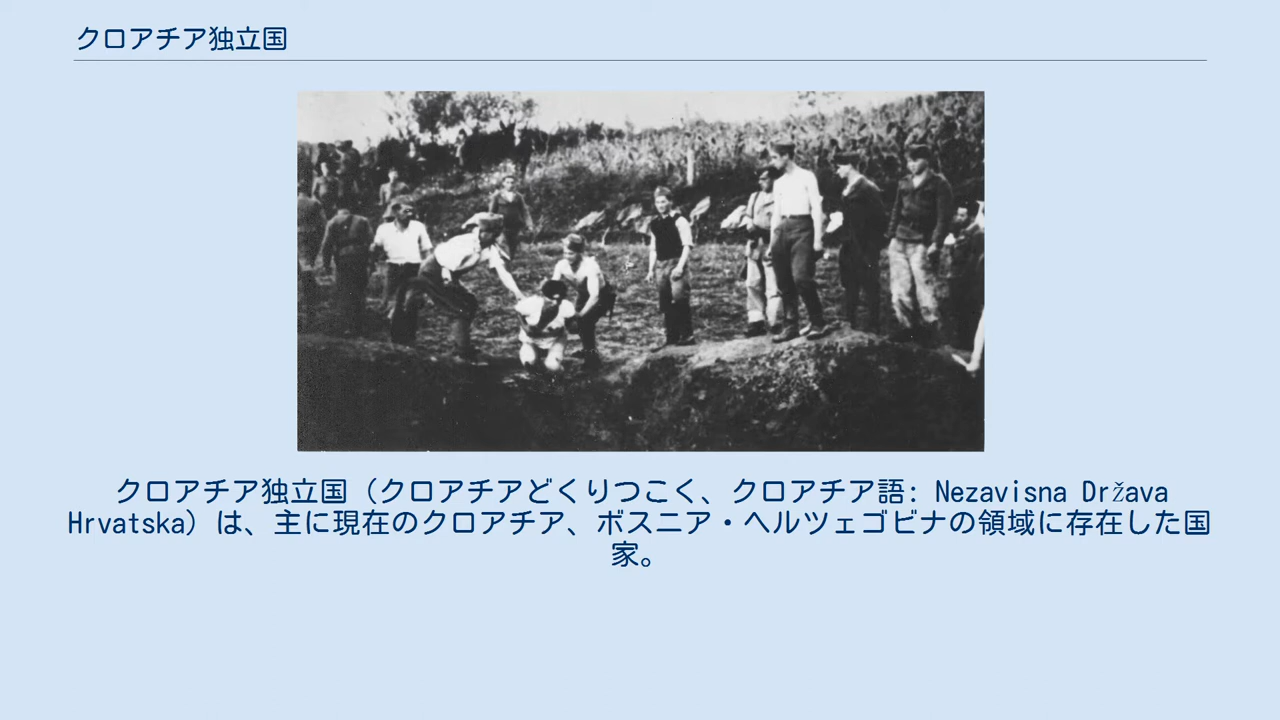 クロアチア独立国
クロアチア独立国（クロアチアどくりつこく、クロアチア語: Nezavisna Država
Hrvatska）は、主に現在のクロアチア、ボスニア・ヘルツェゴビナの領域に存在した国
家。